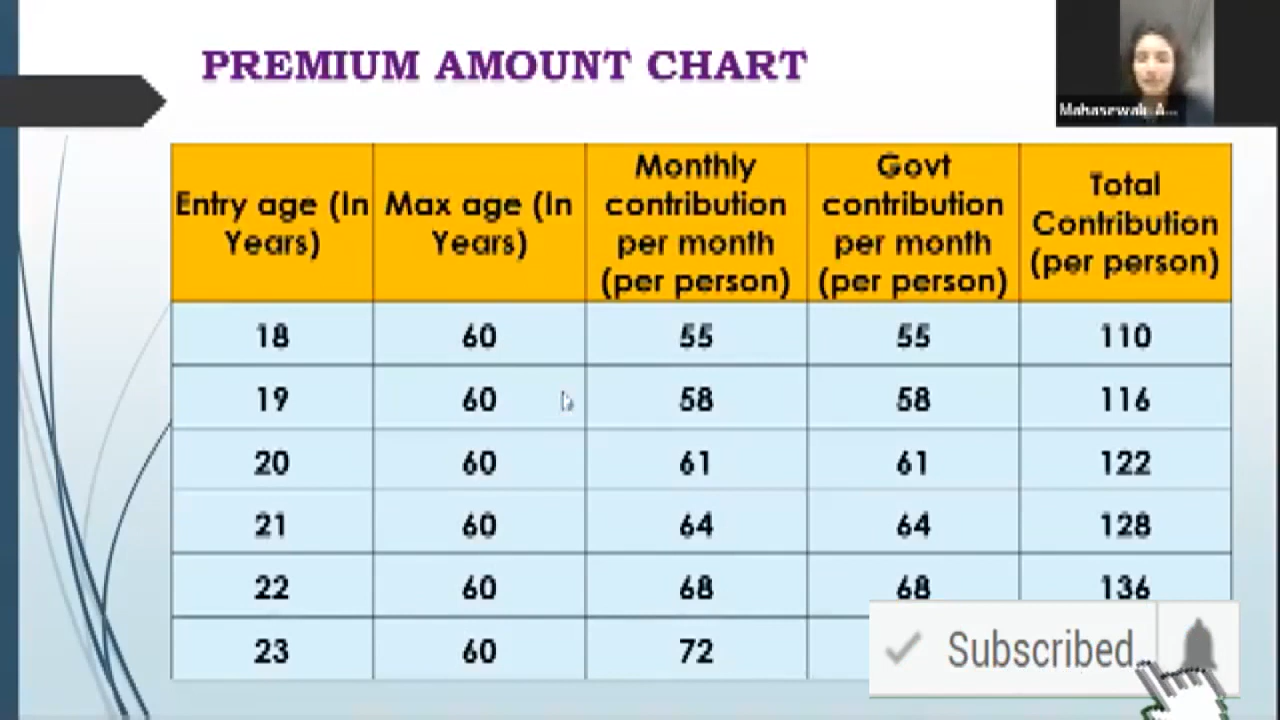 PREMIUM AMOUNT CHART
Entry age (In
Years)
Max age (In
Years)
Monthly
contribution
per month
(per person)
Govt
contribution
per month
(per person)
Total
Contribution
(per person)
18 60 55 55 110
19 60 58 58 116
20 60 61 61 122
21 60 64 64 128
22 60 68 68 136
23 60 72
Subscribed